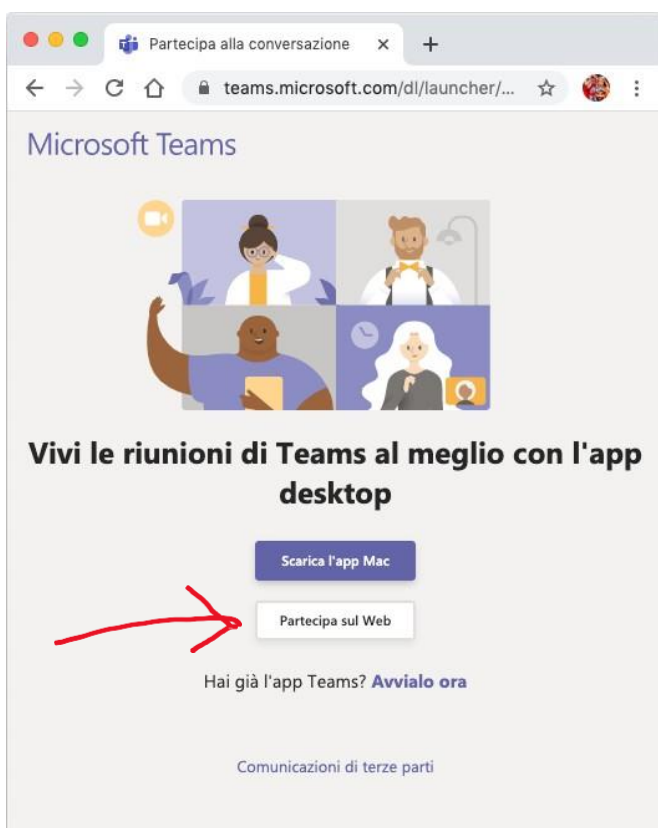 Partecipa alla conversazione
teams.microsoft.com/dl/launcher/...
Microsoft Teams
Vivi le riunioni di Teams al meglio con l'app
desktop
Scarica l'app Mac
Partecipa sul Web
Hai già l'app Teams? Avvialo ora
Comunicazioni di terze parti